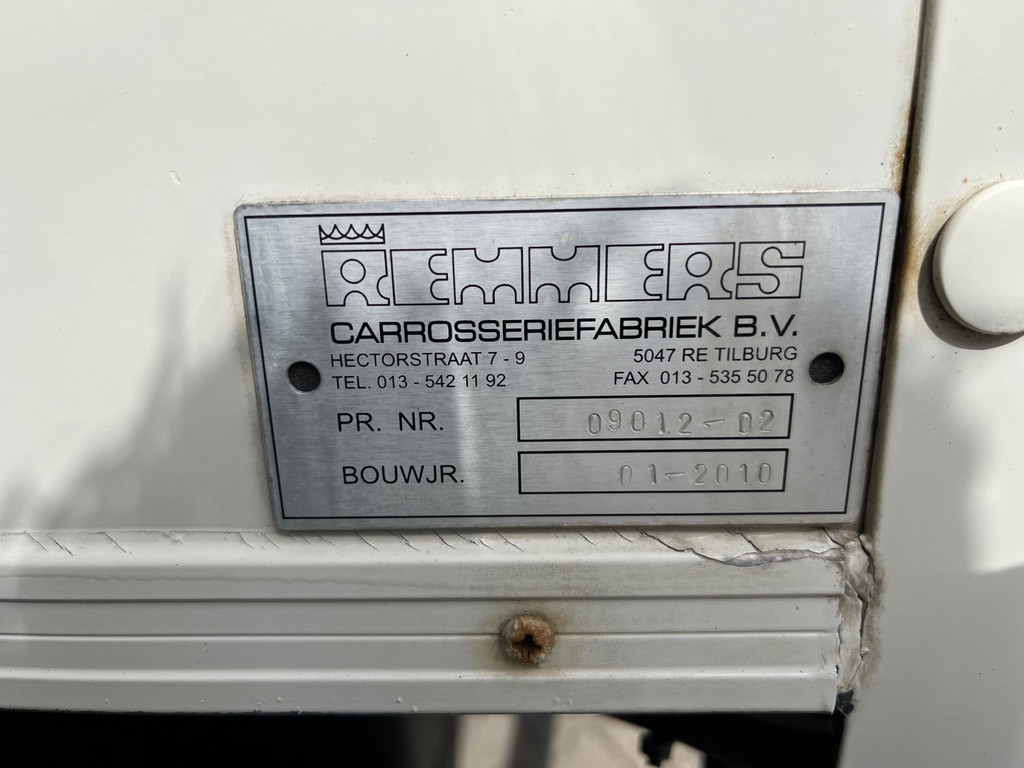 REMMERS
CARROSSERIEFABRIEK B.V.
HECTORSTRAAT 7 - 9 5047 RE TILBURG
TEL. 013 - 542 11 92 FAX 013 - 535 50 78
PR. NR. 09012-02
BOUWJR. 01-2010